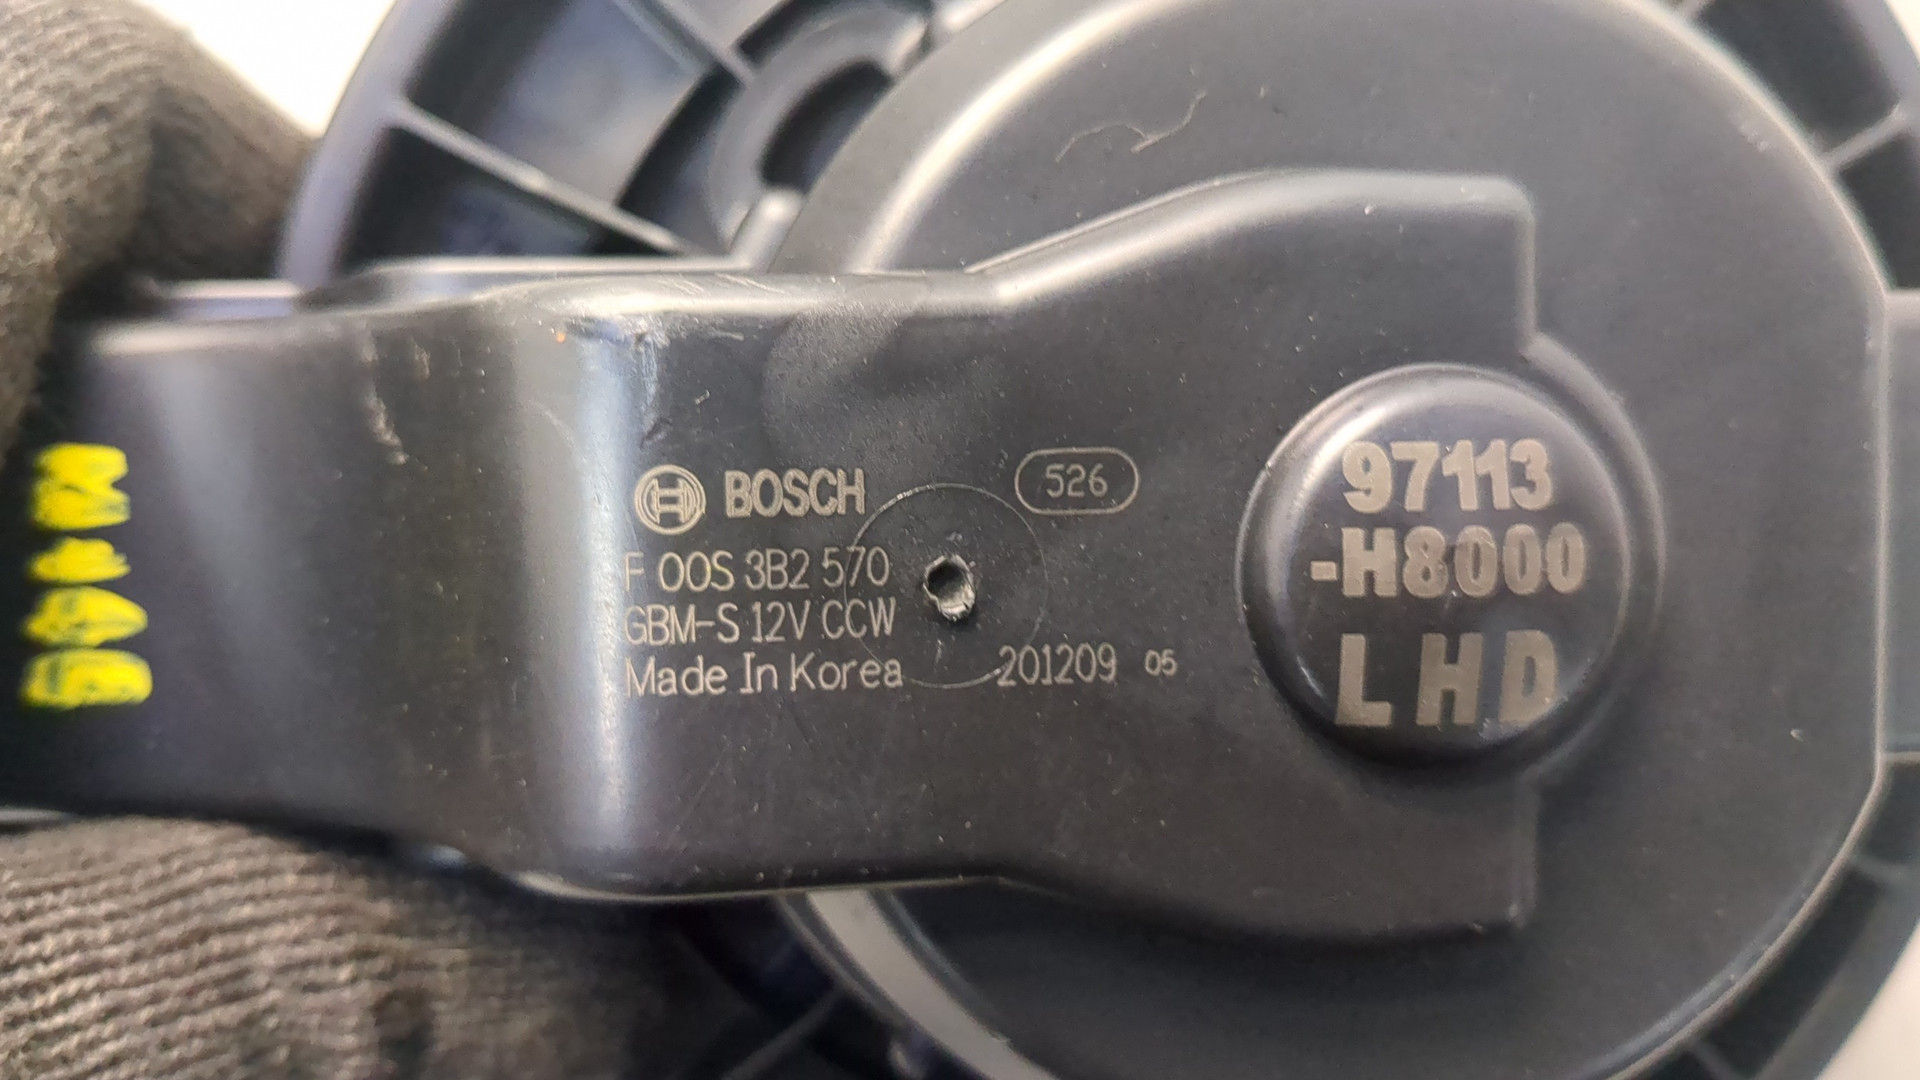 BOSCH
526
F 00S 3B2 570
GBM-S 12V CCW
Made In Korea
201209 05
97113
-H8000
LHD